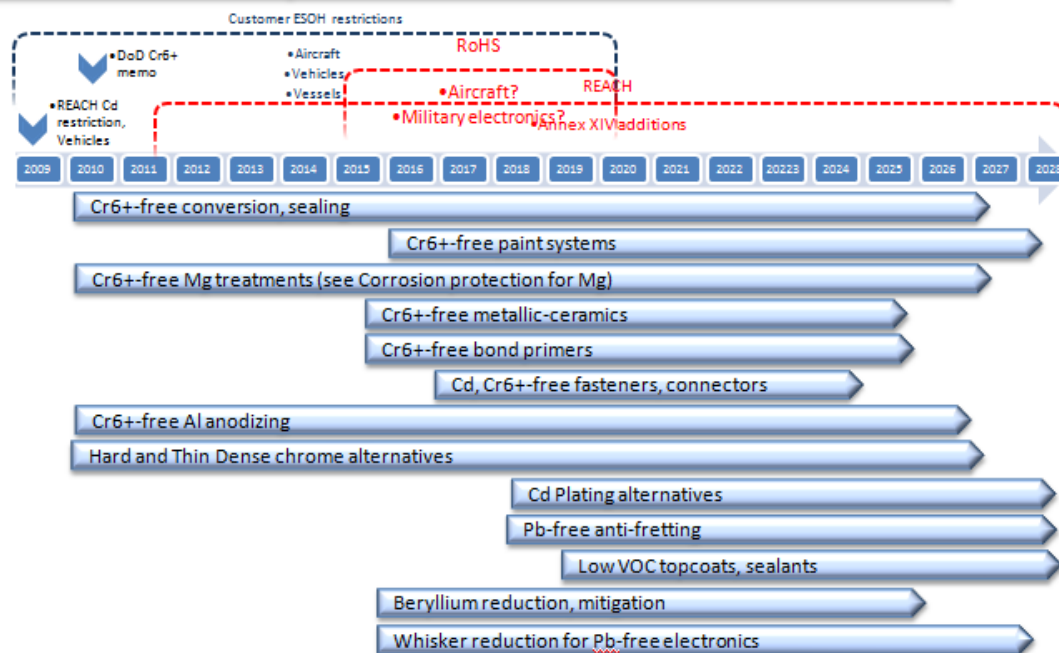 Customer ESOH restrictions
•DoD Cr6+
memo
•Aircraft
•Vehicles
•Vessels
RoHS
•Aircraft?
REACH
•Military electronics?
•Annex XIV additions
•REACH Cd
restriction,
Vehicles
2009 2010 2011 2012 2013 2014 2015 2016 2017 2018 2019 2020 2021 2022 20223 2024 2025 2026 2027 2028
Cr6+-free conversion, sealing
Cr6+-free paint systems
Cr6+-free Mg treatments (see Corrosion protection for Mg)
Cr6+-free metallic-ceramics
Cr6+-free bond primers
Cd, Cr6+-free fasteners, connectors
Cr6+-free Al anodizing
Hard and Thin Dense chrome alternatives
Cd Plating alternatives
Pb-free anti-fretting
Low VOC topcoats, sealants
Beryllium reduction, mitigation
Whisker reduction for Pb-free electronics